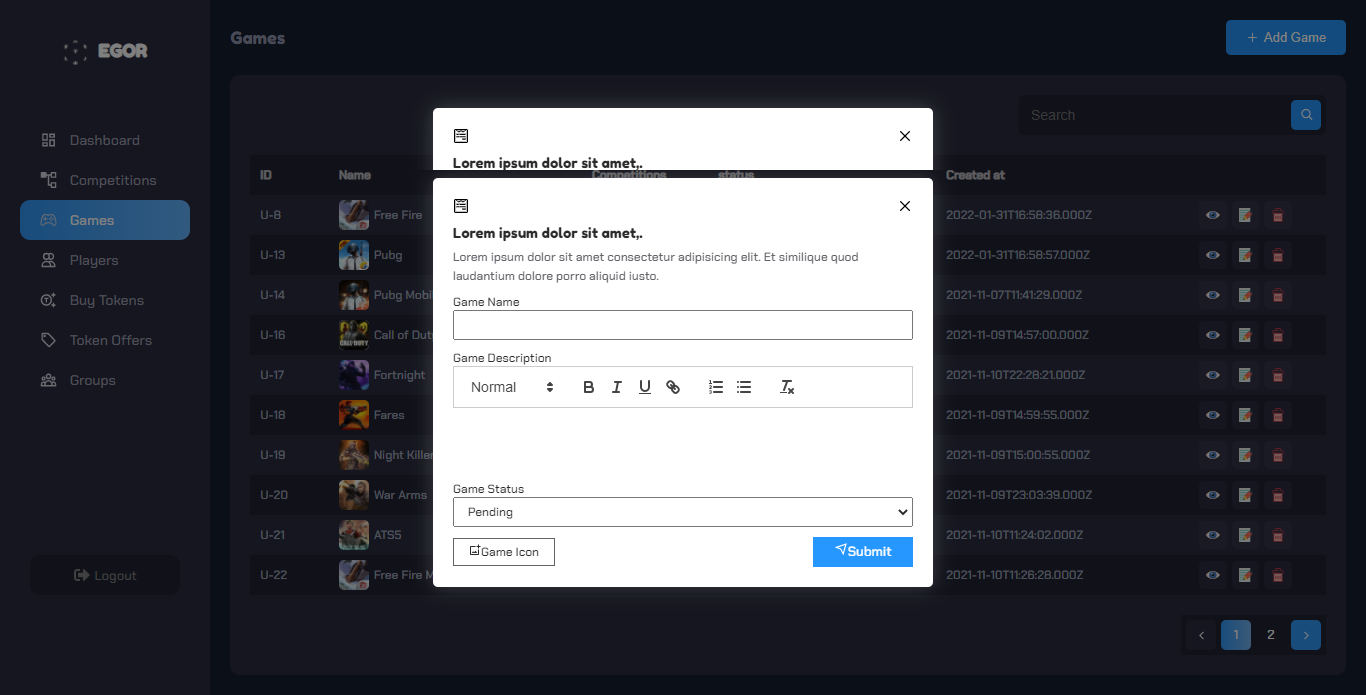 EGOR
Games
+ Add Game
Dashboard
Competitions
Games
Players
Buy Tokens
Token Offers
Groups
Logout
Search
Lorem ipsum dolor sit amet,.
ID Name Competitions status Created at
U-8 Free Fire 2022-01-31T16:58:36.000Z
U-13 Pubg 2022-01-31T16:58:57.000Z
U-14 Pubg Mobi 2021-11-07T11:41:29.000Z
U-16 Call of Dut 2021-11-09T14:57:00.000Z
U-17 Fortnight 2021-11-10T22:28:21.000Z
U-18 Fares 2021-11-09T14:59:55.000Z
U-19 Night Killer 2021-11-09T15:00:55.000Z
U-20 War Arms 2021-11-09T23:03:39.000Z
U-21 ATS5 2021-11-10T11:24:02.000Z
U-22 Free Fire M 2021-11-10T11:26:28.000Z
Lorem ipsum dolor sit amet,.
Lorem ipsum dolor sit amet consectetur adipisicing elit. Et similique quod
laudantium dolore porro aliquid iusto.
Game Name
Game Description
Normal B I U
Game Status
Pending
Game Icon
Submit
‹ 1 2 ›